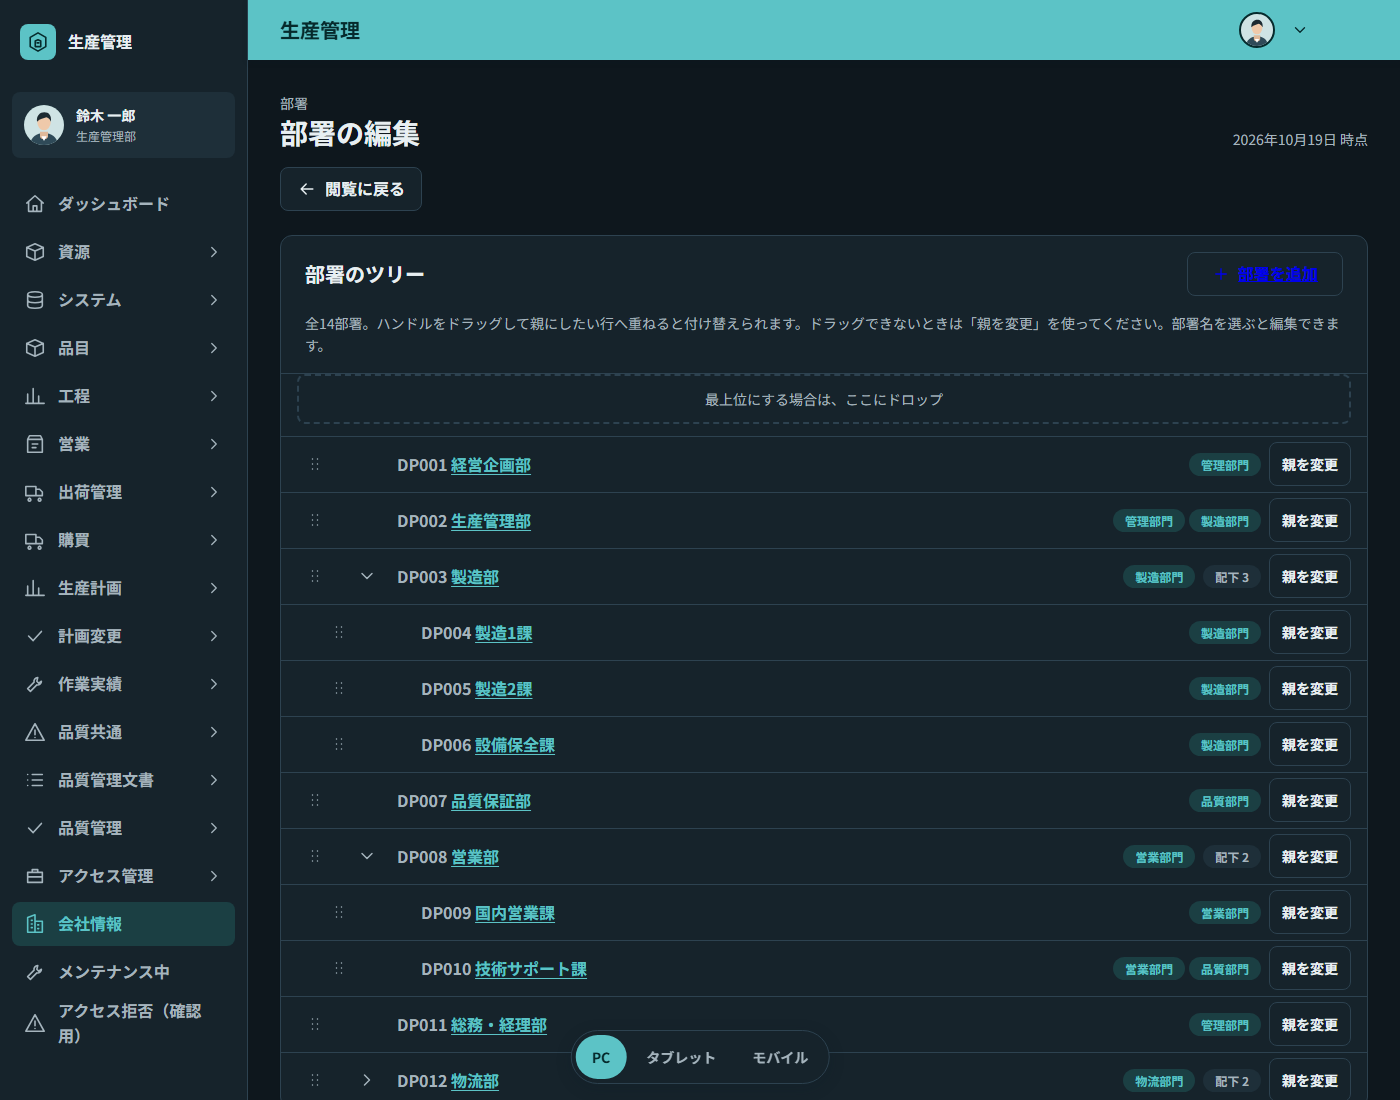 生産管理
鈴木 一郎
生産管理部
ダッシュボード
資源
システム
品目
工程
営業
出荷管理
購買
生産計画
計画変更
作業実績
品質共通
品質管理文書
品質管理
アクセス管理
会社情報
メンテナンス中
アクセス拒否（確認
用）
生産管理
部署
部署の編集
2026年10月19日 時点
閲覧に戻る
部署のツリー
部署を追加
全14部署。ハンドルをドラッグして親にしたい行へ重ねると付け替えられます。ドラッグできないときは「親を変更」を使ってください。部署名を選ぶと編集できま
す。
最上位にする場合は、ここにドロップ
DP001 経営企画部 管理部門 親を変更
DP002 生産管理部 管理部門 製造部門 親を変更
DP003 製造部 製造部門 配下 3 親を変更
DP004 製造1課 製造部門 親を変更
DP005 製造2課 製造部門 親を変更
DP006 設備保全課 製造部門 親を変更
DP007 品質保証部 品質部門 親を変更
DP008 営業部 営業部門 配下 2 親を変更
DP009 国内営業課 営業部門 親を変更
DP010 技術サポート課 営業部門 品質部門 親を変更
DP011 総務・経理部 管理部門 親を変更
DP012 物流部 物流部門 配下 2 親を変更
PC タブレット モバイル